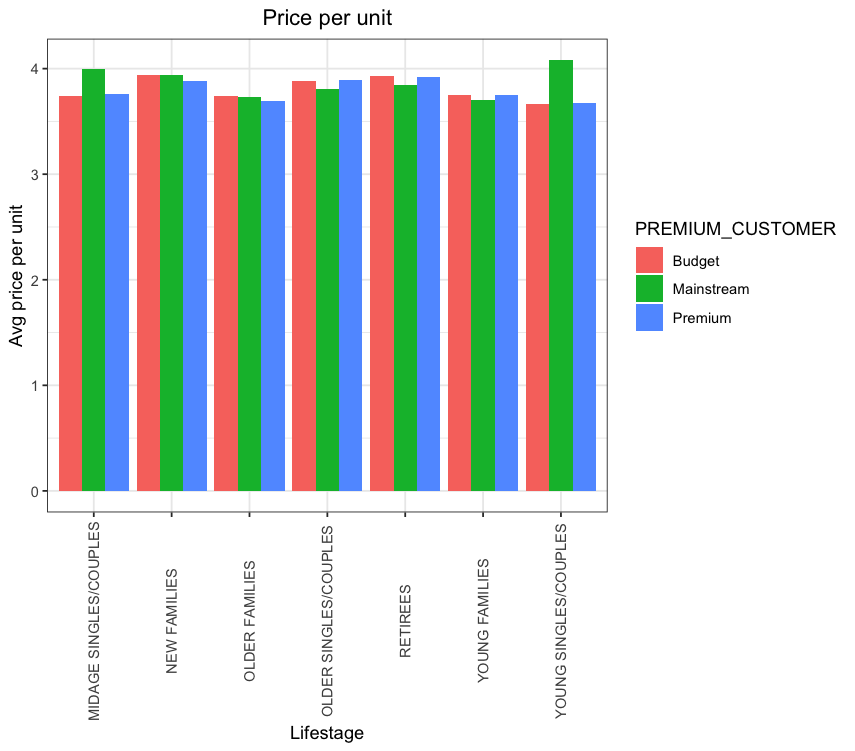 Price per unit
Avg price per unit
4
3
2
1
0
MIDAGE SINGLES/COUPLES
NEW FAMILIES
OLDER FAMILIES
OLDER SINGLES/COUPLES
RETIREES
YOUNG FAMILIES
YOUNG SINGLES/COUPLES
Lifestage
PREMIUM_CUSTOMER
Budget
Mainstream
Premium